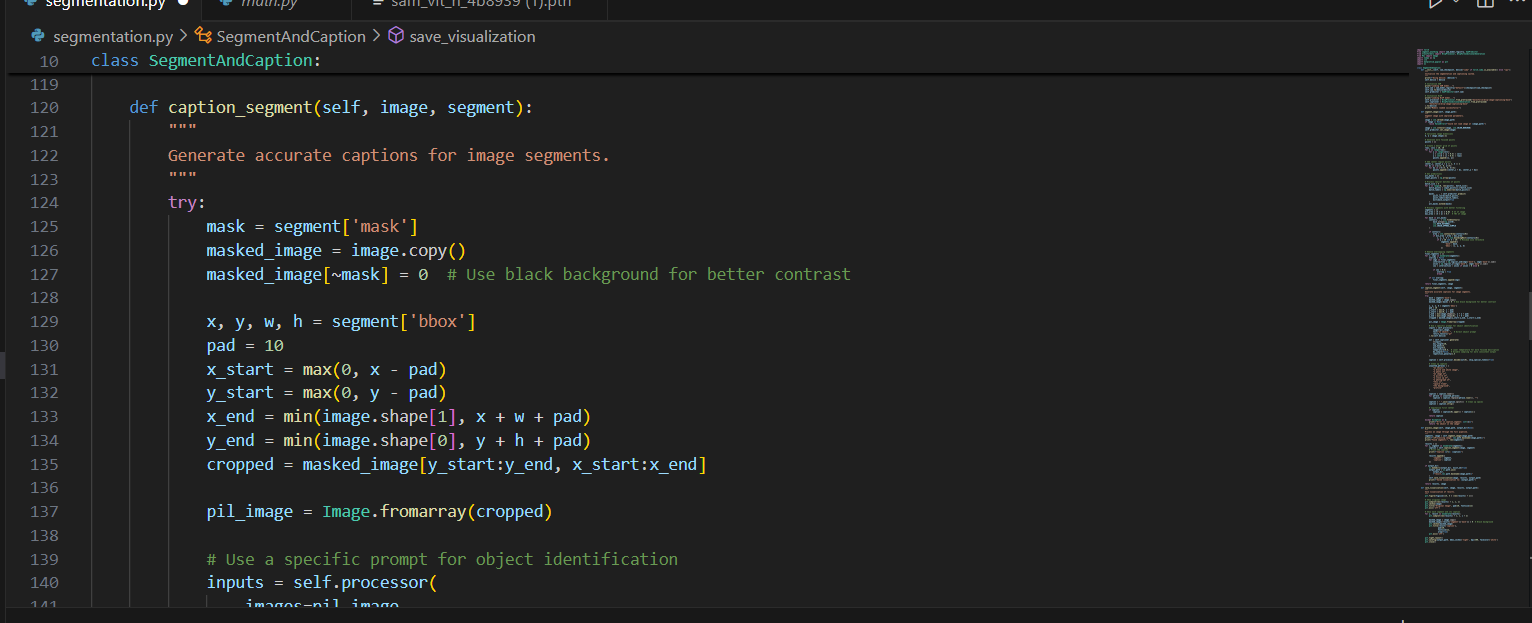 segmentation.py ● math.py sam_vit_h_4b8939 (1).pth
segmentation.py > SegmentAndCaption > save_visualization
10 class SegmentAndCaption:
119
120 def caption_segment(self, image, segment):
121 """
122 Generate accurate captions for image segments.
123 """
124 try:
125 mask = segment['mask']
126 masked_image = image.copy()
127 masked_image[~mask] = 0  # Use black background for better contrast
128
129 x, y, w, h = segment['bbox']
130 pad = 10
131 x_start = max(0, x - pad)
132 y_start = max(0, y - pad)
133 x_end = min(image.shape[1], x + w + pad)
134 y_end = min(image.shape[0], y + h + pad)
135 cropped = masked_image[y_start:y_end, x_start:x_end]
136
137 pil_image = Image.fromarray(cropped)
138
139 # Use a specific prompt for object identification
140 inputs = self.processor(
141 images=pil_image